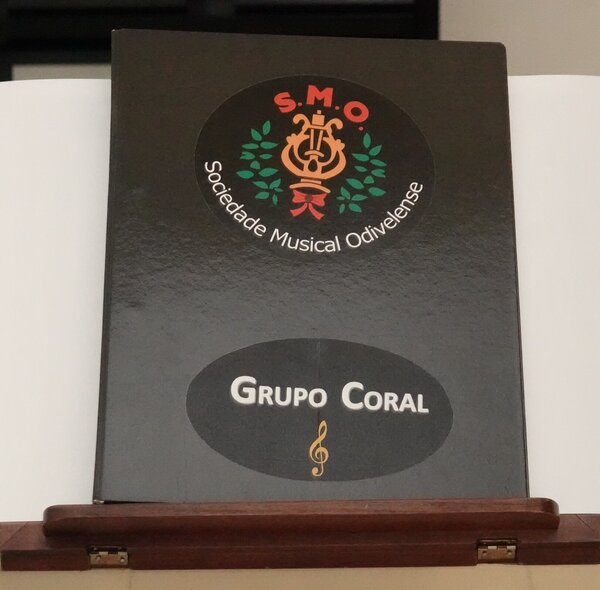 S.M.O.
Sociedade Musical Odivelense
GRUPO CORAL